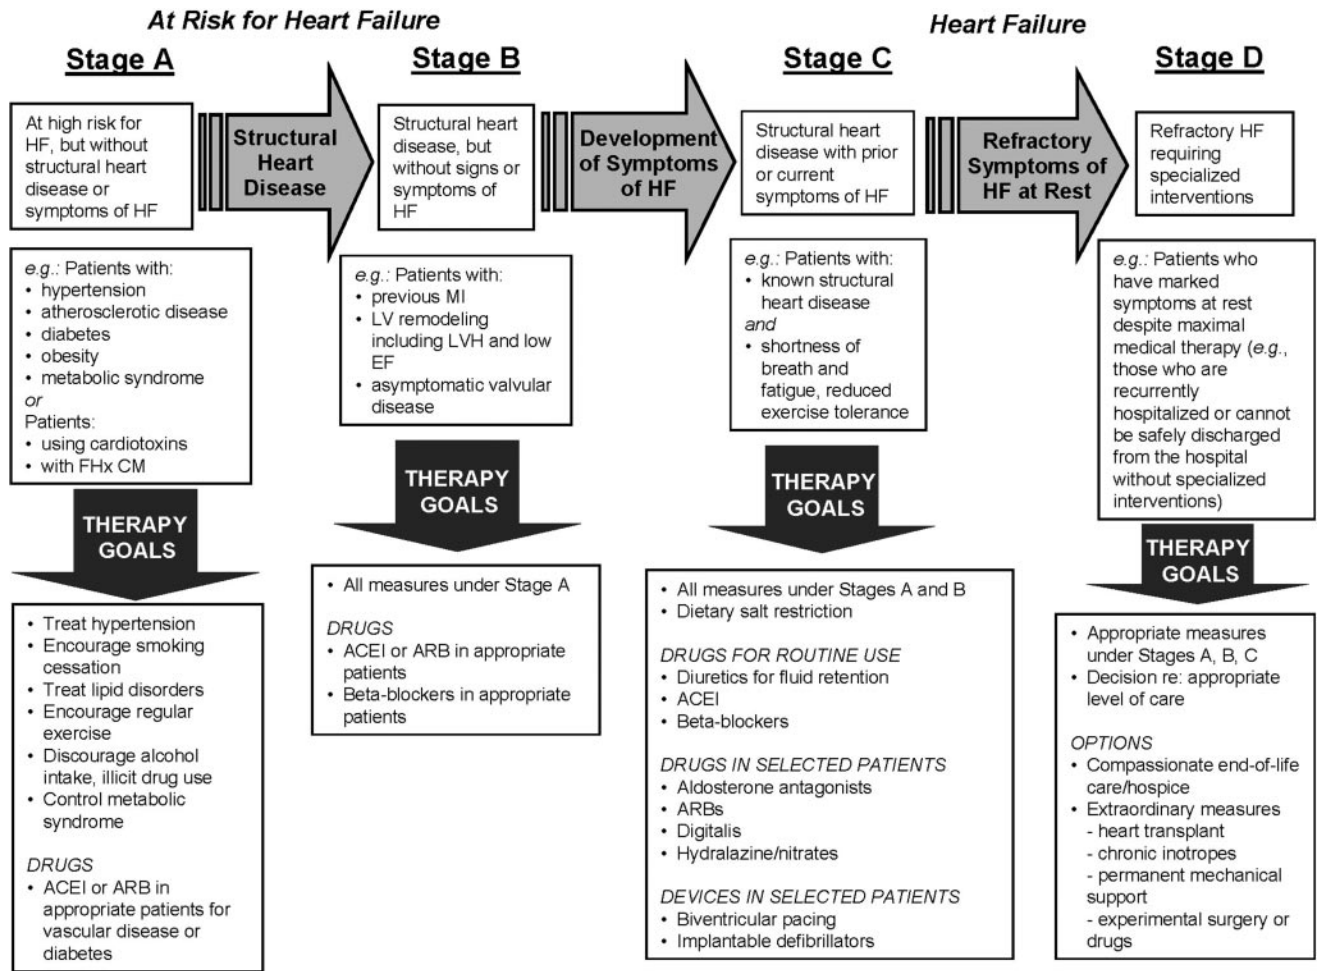 At Risk for Heart Failure
Heart Failure
Stage A
Stage B
Stage C
Stage D
At high risk for
HF, but without
structural heart
disease or
symptoms of HF
Structural
Heart
Disease
Structural heart
disease, but
without signs or
symptoms of
HF
Development
of Symptoms
of HF
Structural heart
disease with prior
or current
symptoms of HF
Refractory
Symptoms of
HF at Rest
Refractory HF
requiring
specialized
interventions
e.g.: Patients with:
• hypertension
• atherosclerotic disease
• diabetes
• obesity
• metabolic syndrome
or
Patients:
• using cardiotoxins
• with FHx CM
e.g.: Patients with:
• previous MI
• LV remodeling
including LVH and low
EF
• asymptomatic valvular
disease
e.g.: Patients with:
• known structural
heart disease
and
• shortness of
breath and
fatigue, reduced
exercise tolerance
e.g.: Patients who
have marked
symptoms at rest
despite maximal
medical therapy (e.g.,
those who are
recurrently
hospitalized or cannot
be safely discharged
from the hospital
without specialized
interventions)
THERAPY
GOALS
THERAPY
GOALS
THERAPY
GOALS
THERAPY
GOALS
• Treat hypertension
• Encourage smoking
cessation
• Treat lipid disorders
• Encourage regular
exercise
• Discourage alcohol
intake, illicit drug use
• Control metabolic
syndrome
DRUGS
• ACEI or ARB in
appropriate patients for
vascular disease or
diabetes
• All measures under Stage A
DRUGS
• ACEI or ARB in appropriate
patients
• Beta-blockers in appropriate
patients
• All measures under Stages A and B
• Dietary salt restriction
DRUGS FOR ROUTINE USE
• Diuretics for fluid retention
• ACEI
• Beta-blockers
DRUGS IN SELECTED PATIENTS
• Aldosterone antagonists
• ARBs
• Digitalis
• Hydralazine/nitrates
DEVICES IN SELECTED PATIENTS
• Biventricular pacing
• Implantable defibrillators
• Appropriate measures
under Stages A, B, C
• Decision re: appropriate
level of care
OPTIONS
• Compassionate end-of-life
care/hospice
• Extraordinary measures
- heart transplant
- chronic inotropes
- permanent mechanical
support
- experimental surgery or
drugs